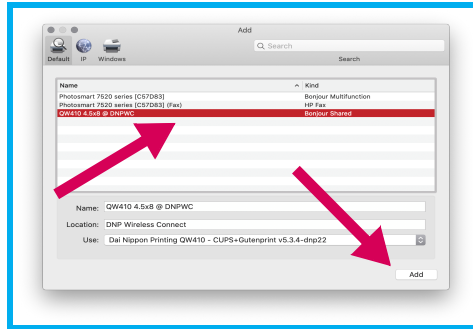 Add
Search
Default IP Windows Search
Name Kind
Photosmart 7520 series [C57D83] Bonjour Multifunction
Photosmart 7520 series [C57D83] (Fax) HP Fax
QW410 4.5x8 @ DNPWC Bonjour Shared
Name: QW410 4.5x8 @ DNPWC
Location: DNP Wireless Connect
Use: Dai Nippon Printing QW410 - CUPS+Gutenprint v5.3.4-dnp22
Add